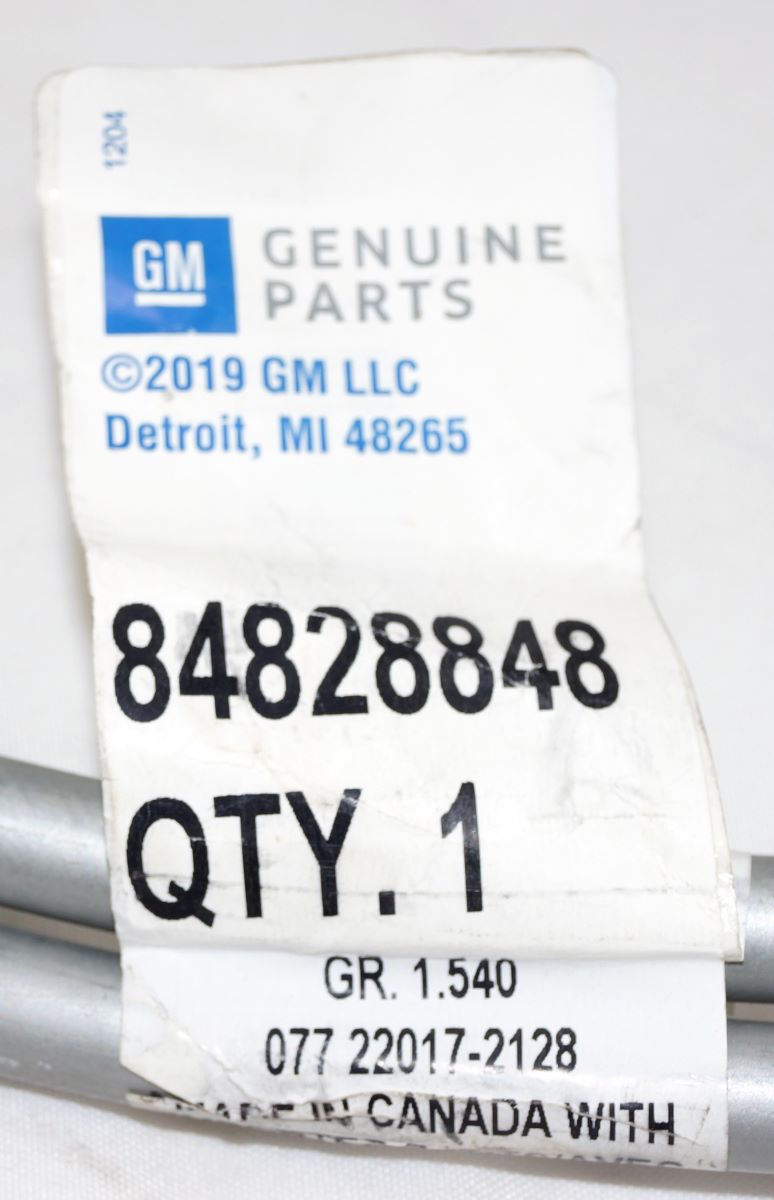 1204
GM GENUINE
PARTS
©2019 GM LLC
Detroit, MI 48265
84828848
QTY. 1
GR. 1.540
077 22017-2128
MADE IN CANADA WITH